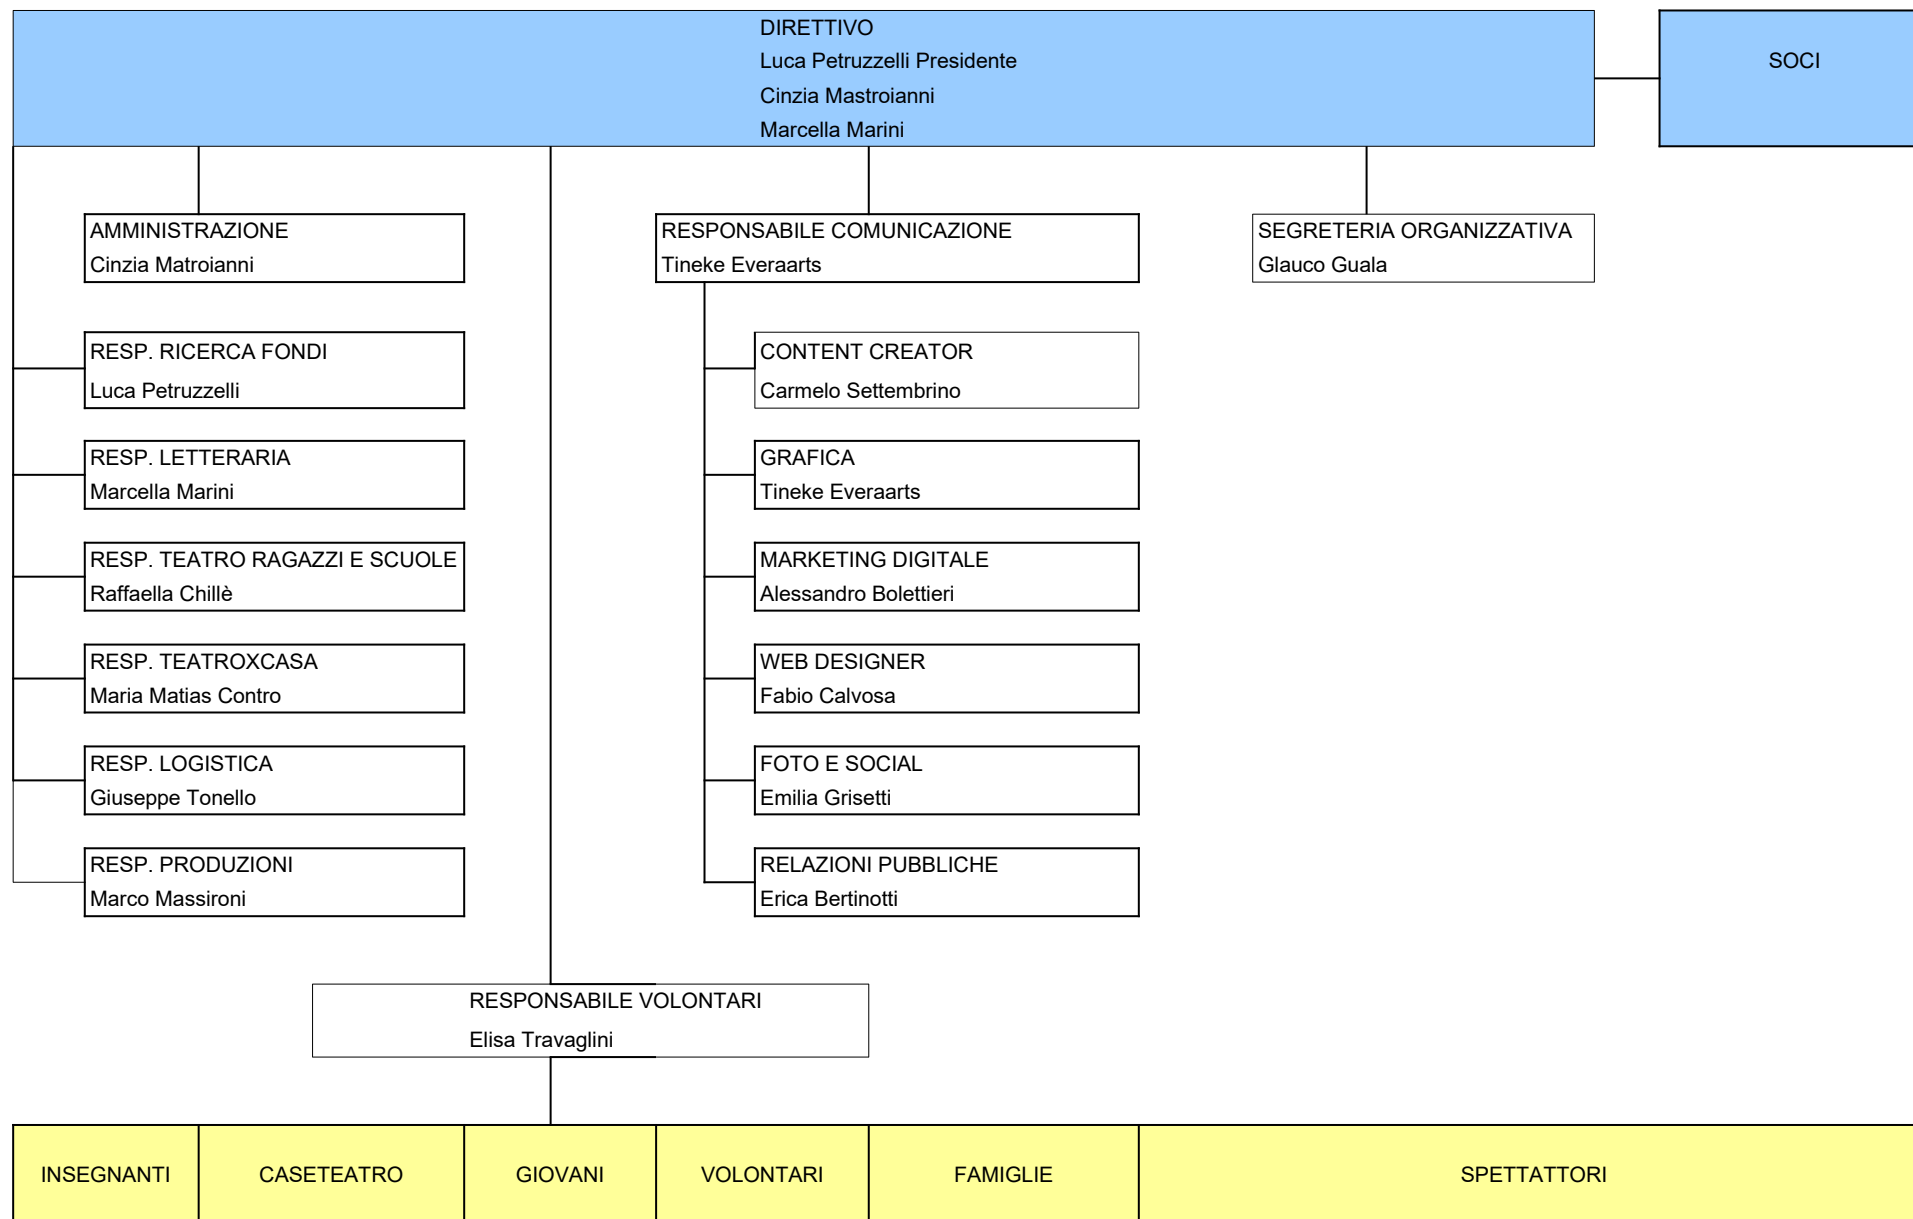 DIRETTIVO
Luca Petruzzelli Presidente
Cinzia Mastroianni
Marcella Marini
SOCI
AMMINISTRAZIONE
Cinzia Matroianni
RESPONSABILE COMUNICAZIONE
Tineke Everaarts
SEGRETERIA ORGANIZZATIVA
Glauco Guala
RESP. RICERCA FONDI
Luca Petruzzelli
RESP. LETTERARIA
Marcella Marini
RESP. TEATRO RAGAZZI E SCUOLE
Raffaella Chillè
RESP. TEATROXCASA
Maria Matias Contro
RESP. LOGISTICA
Giuseppe Tonello
RESP. PRODUZIONI
Marco Massironi
CONTENT CREATOR
Carmelo Settembrino
GRAFICA
Tineke Everaarts
MARKETING DIGITALE
Alessandro Bolettieri
WEB DESIGNER
Fabio Calvosa
FOTO E SOCIAL
Emilia Grisetti
RELAZIONI PUBBLICHE
Erica Bertinotti
RESPONSABILE VOLONTARI
Elisa Travaglini
INSEGNANTI
CASETEATRO
GIOVANI
VOLONTARI
FAMIGLIE
SPETTATTORI